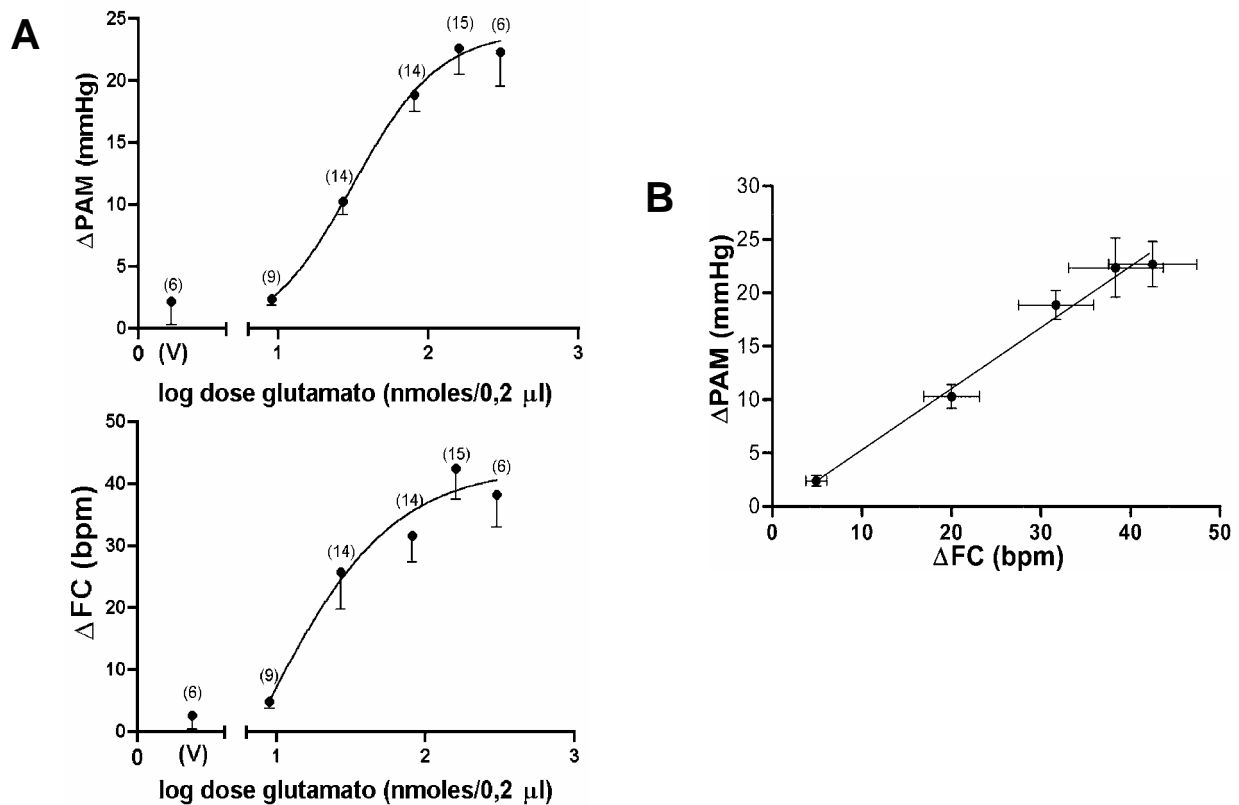 A
25
20
15
10
5
0
ΔPAM (mmHg)
(6)
(9)
(14)
(14)
(15)
(6)
0 (V) 1 2 3
log dose glutamato (nmoles/0,2 μl)
50
40
30
20
10
0
Δ FC (bpm)
(6)
(9)
(14)
(14)
(15)
(6)
0 (V) 1 2 3
log dose glutamato (nmoles/0,2 μl)
B
30
25
20
15
10
5
0
ΔPAM (mmHg)
0 10 20 30 40 50
ΔFC (bpm)